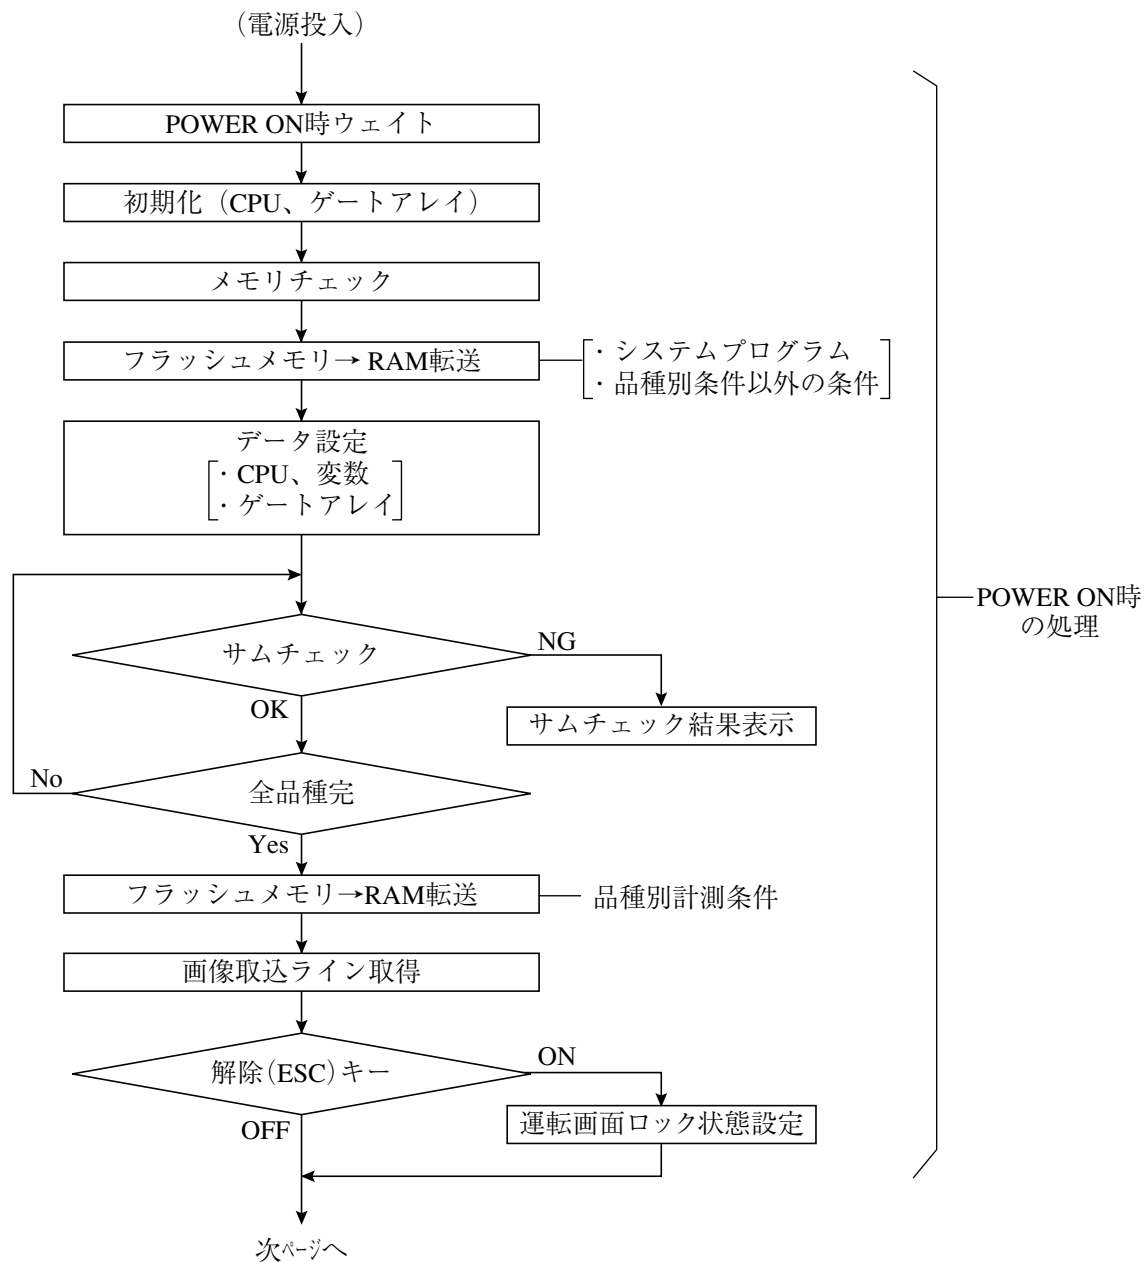 (電源投入)
POWER ON時ウェイト
初期化（CPU、ゲートアレイ）
メモリチェック
フラッシュメモリ→RAM転送
・システムプログラム
・品種別条件以外の条件
データ設定
・CPU、変数
・ゲートアレイ
POWER ON時
の処理
サムチェック
NG
OK
サムチェック結果表示
No
全品種完
Yes
フラッシュメモリ→RAM転送
品種別計測条件
画像取込ライン取得
解除(ESC)キー
ON
OFF
運転画面ロック状態設定
次ページへ